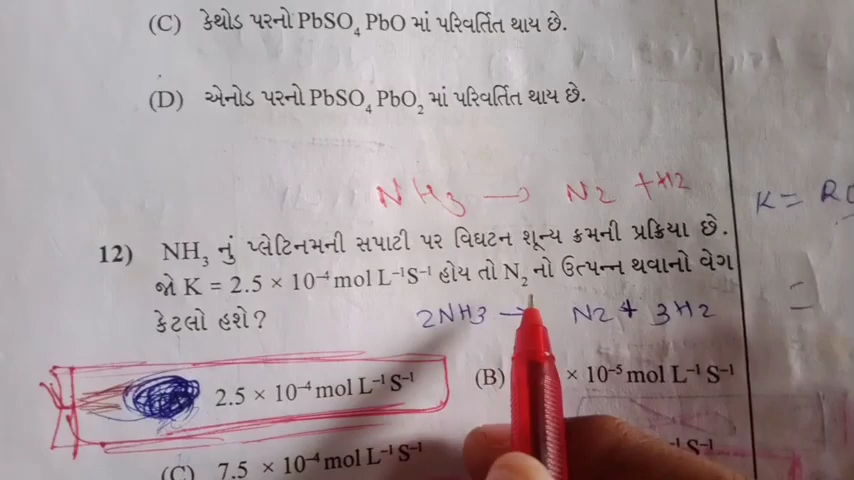 (C) કેથોડ પરનો PbSO₄ PbO માં પરિવર્તિત થાય છે.
(D) એનોડ પરનો PbSO₄ PbO₂ માં પરિવર્તિત થાય છે.
NH3 → N2 + H2
K =
12) NH₃ નું પ્લેટિનમની સપાટી પર વિઘટન શૂન્ય ક્રમની પ્રક્રિયા છે.
જો K = 2.5 × 10⁻⁴ mol L⁻¹S⁻¹ હોય તો N₂ નો ઉત્પન્ન થવાનો વેગ
કેટલો હશે? 2NH3 → N2 + 3H2
2.5 × 10⁻⁴ mol L⁻¹ S⁻¹ (B) × 10⁻⁵ mol L⁻¹ S⁻¹
(C) 7.5 × 10⁻⁴ mol L⁻¹ S⁻¹ ⁻¹ S⁻¹